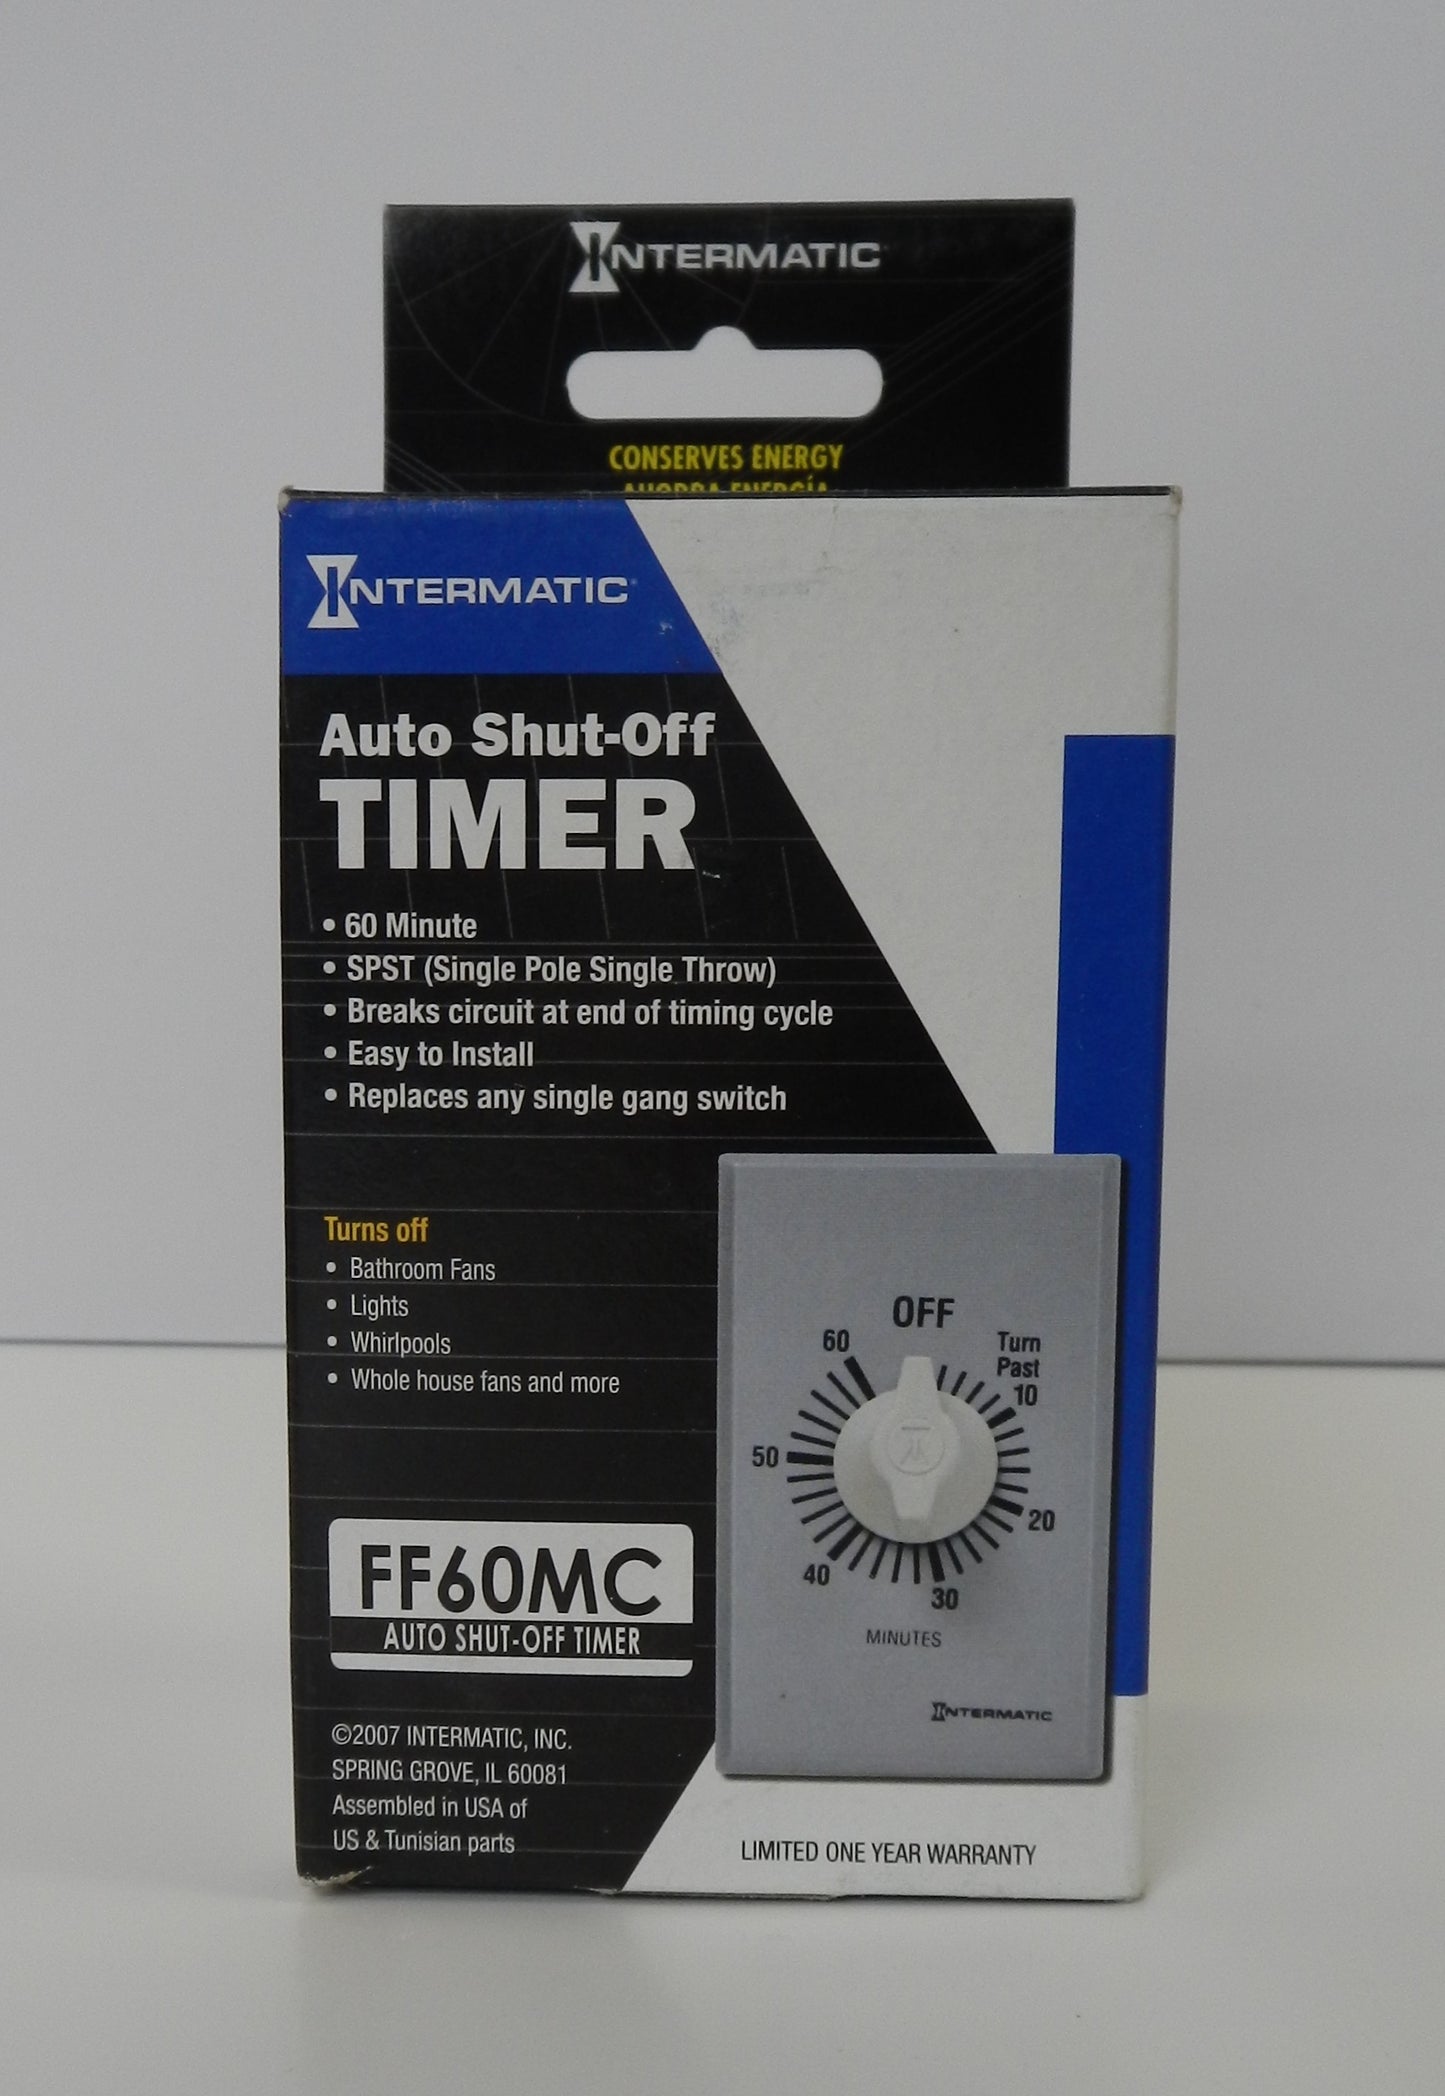 INTERMATIC
CONSERVES ENERGY
AHORRA ENERGÍA
INTERMATIC
Auto Shut-Off
TIMER
• 60 Minute
• SPST (Single Pole Single Throw)
• Breaks circuit at end of timing cycle
• Easy to Install
• Replaces any single gang switch
Turns off
• Bathroom Fans
• Lights
• Whirlpools
• Whole house fans and more
FF60MC
AUTO SHUT-OFF TIMER
©2007 INTERMATIC, INC.
SPRING GROVE, IL 60081
Assembled in USA of
US & Tunisian parts
OFF
Turn
Past
10
20
30
40
50
60
MINUTES
INTERMATIC
LIMITED ONE YEAR WARRANTY